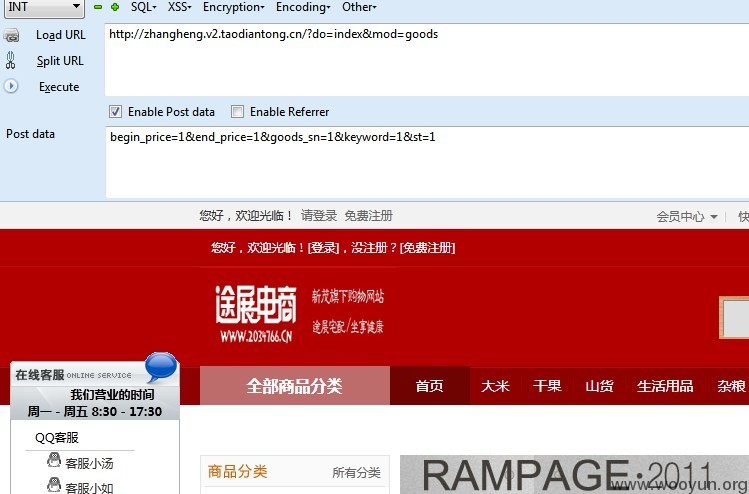 INT SQL▾ XSS▾ Encryption▾ Encoding▾ Other▾
Load URL
http://zhangheng.v2.taodiantong.cn/?do=index&mod=goods
Split URL
Execute
Enable Post data Enable Referrer
Post data
begin_price=1&end_price=1&goods_sn=1&keyword=1&st=1
您好，欢迎光临！ 请登录 免费注册
会员中心 快
您好，欢迎光临！[登录]，没注册？[免费注册]
途展电商
WWW.2034766.CN
新茂旗下购物网站
途展宅配/坐享健康
在线客服 ONLINE SERVICE
我们营业的时间
周一 - 周五 8:30 - 17:30
QQ客服
客服小汤
客服小如
全部商品分类 首页 大米 干果 山货 生活用品 杂粮
商品分类 所有分类
RAMPAGE·2011
www.wooyun.org